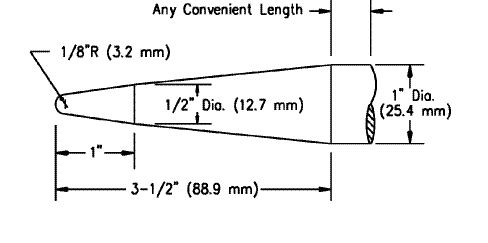 Any Convenient Length
1/8"R (3.2 mm)
1/2" Dia. (12.7 mm)
1" Dia.
(25.4 mm)
1"
3-1/2" (88.9 mm)